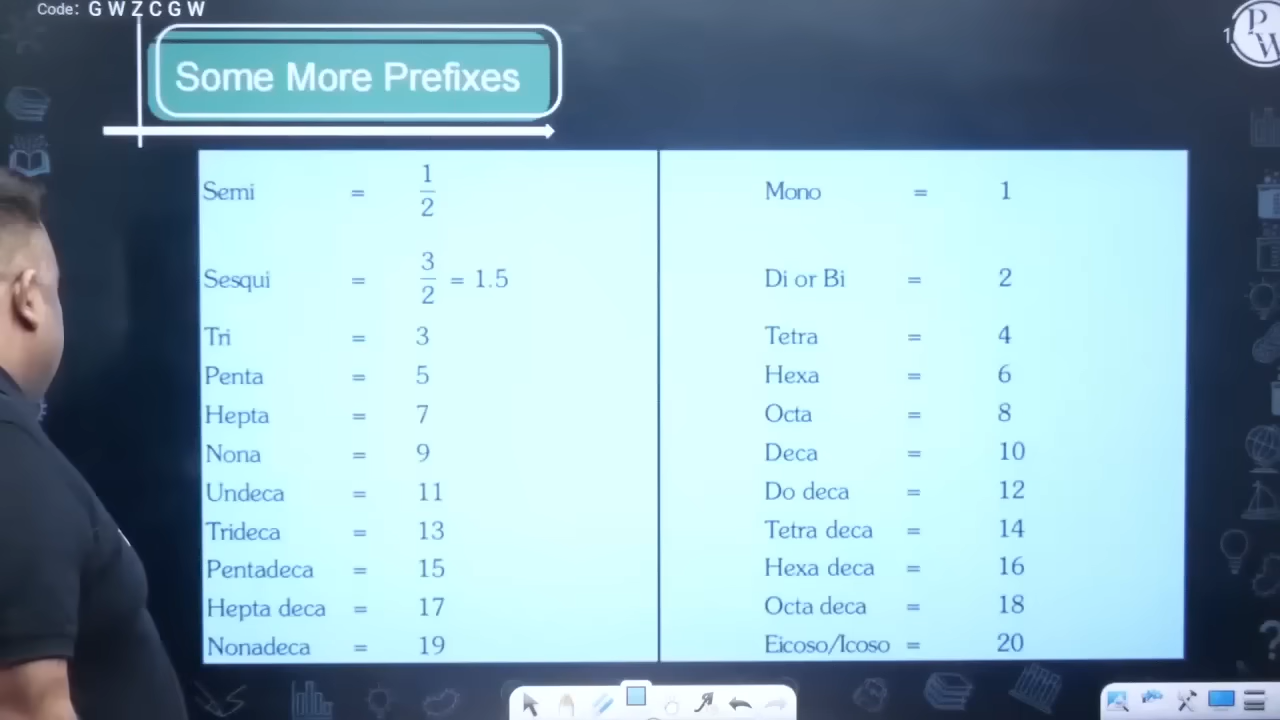 Code: G W Z C G W
P
W
Some More Prefixes
Semi = 1/2
Mono = 1
Sesqui = 3/2 = 1.5
Di or Bi = 2
Tri = 3
Tetra = 4
Penta = 5
Hexa = 6
Hepta = 7
Octa = 8
Nona = 9
Deca = 10
Undeca = 11
Do deca = 12
Trideca = 13
Tetra deca = 14
Pentadeca = 15
Hexa deca = 16
Hepta deca = 17
Octa deca = 18
Nonadeca = 19
Eicoso/Icoso = 20